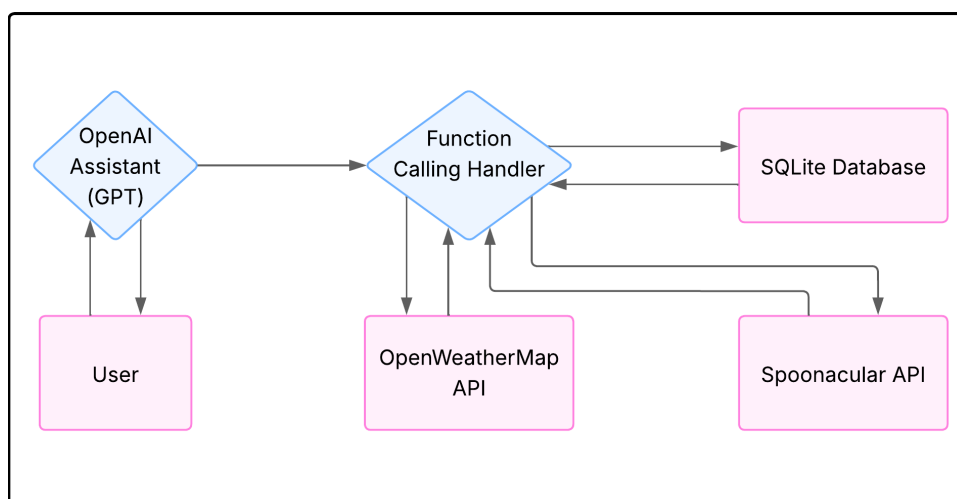 OpenAI
Assistant
(GPT)
Function
Calling Handler
SQLite Database
User
OpenWeatherMap
API
Spoonacular API